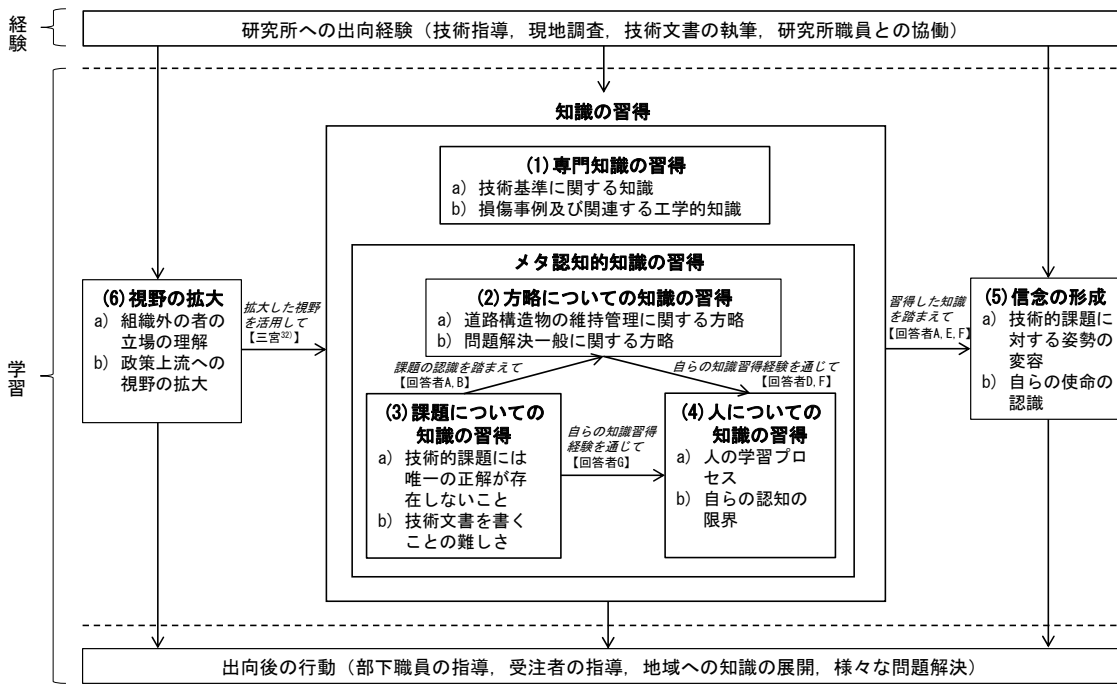 経験
研究所への出向経験（技術指導，現地調査，技術文書の執筆，研究所職員との協働）
学習
知識の習得
(1)専門知識の習得
a) 技術基準に関する知識
b) 損傷事例及び関連する工学的知識
メタ認知的知識の習得
(2)方略についての知識の習得
a) 道路構造物の維持管理に関する方略
b) 問題解決一般に関する方略
(6)視野の拡大
a) 組織外の者の
立場の理解
b) 政策上流への
視野の拡大
拡大した視野
を活用して
【三宮32)】
習得した知識
を踏まえて
【回答者A,E,F】
(5)信念の形成
a) 技術的課題に
対する姿勢の
変容
b) 自らの使命の
認識
課題の認識を踏まえて
【回答者A,B】
自らの知識習得経験を通じて
【回答者D,F】
(3)課題についての
知識の習得
a) 技術的課題には
唯一の正解が存
在しないこと
b) 技術文書を書く
ことの難しさ
自らの知識習得
経験を通じて
【回答者G】
(4)人についての
知識の習得
a) 人の学習プロ
セス
b) 自らの認知の
限界
出向後の行動（部下職員の指導，受注者の指導，地域への知識の展開，様々な問題解決）